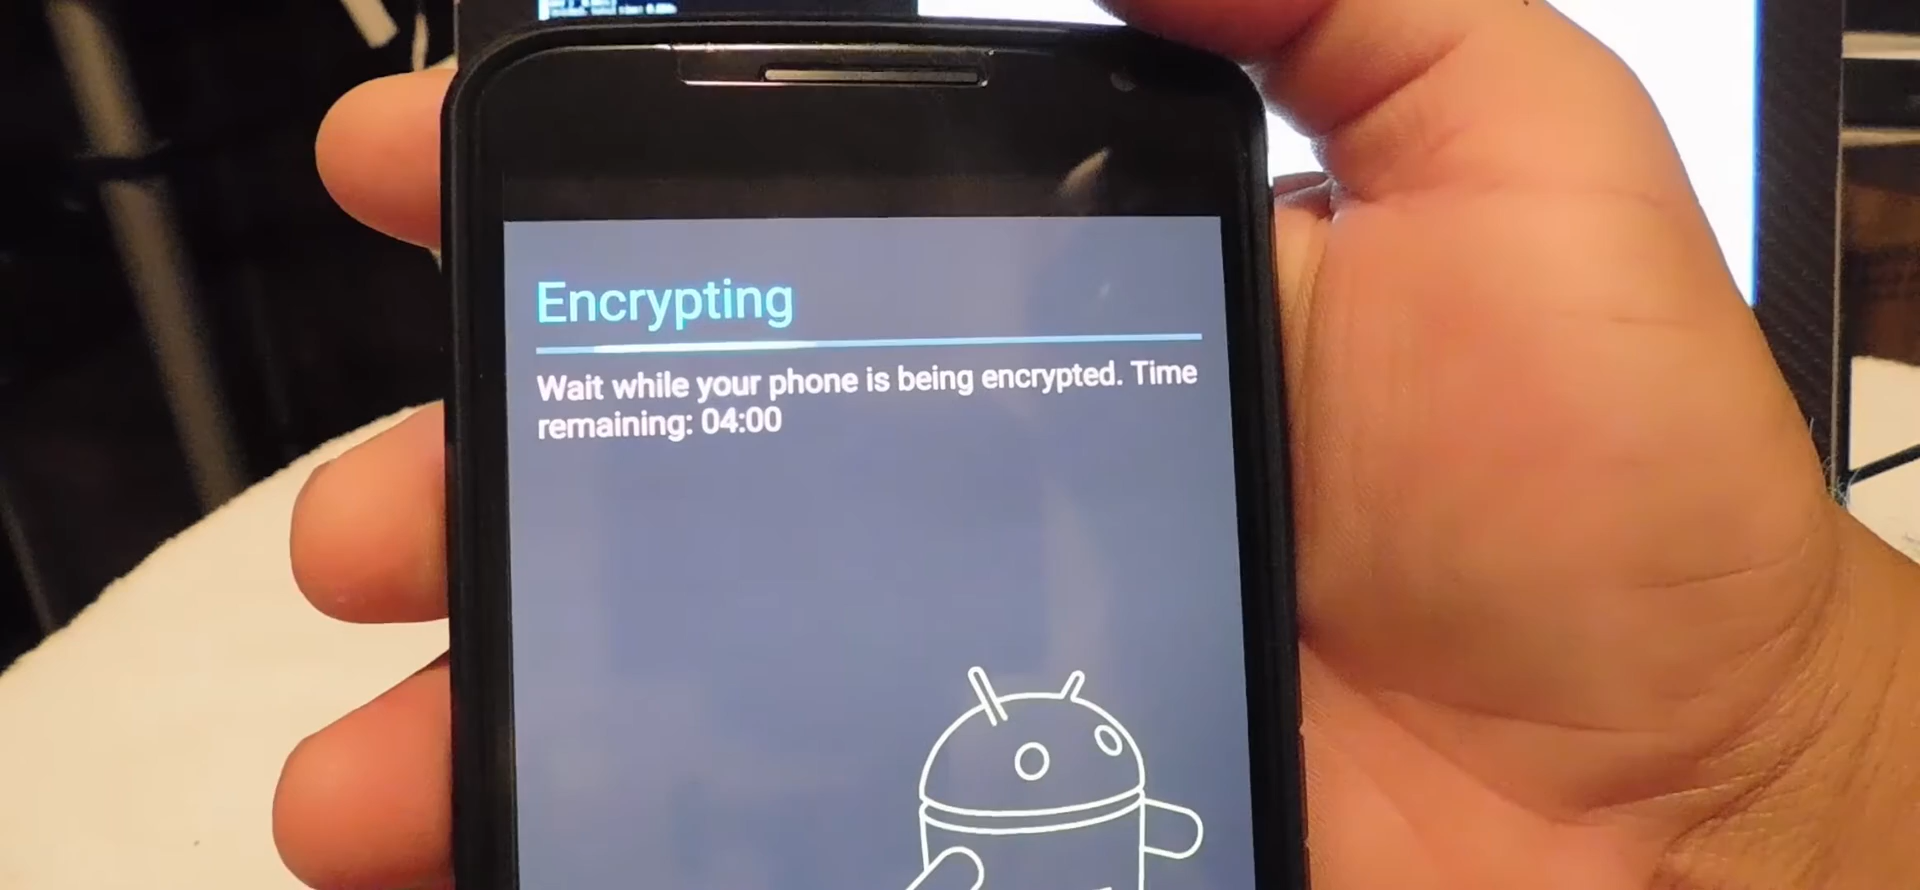 Encrypting
Wait while your phone is being encrypted. Time
remaining: 04:00